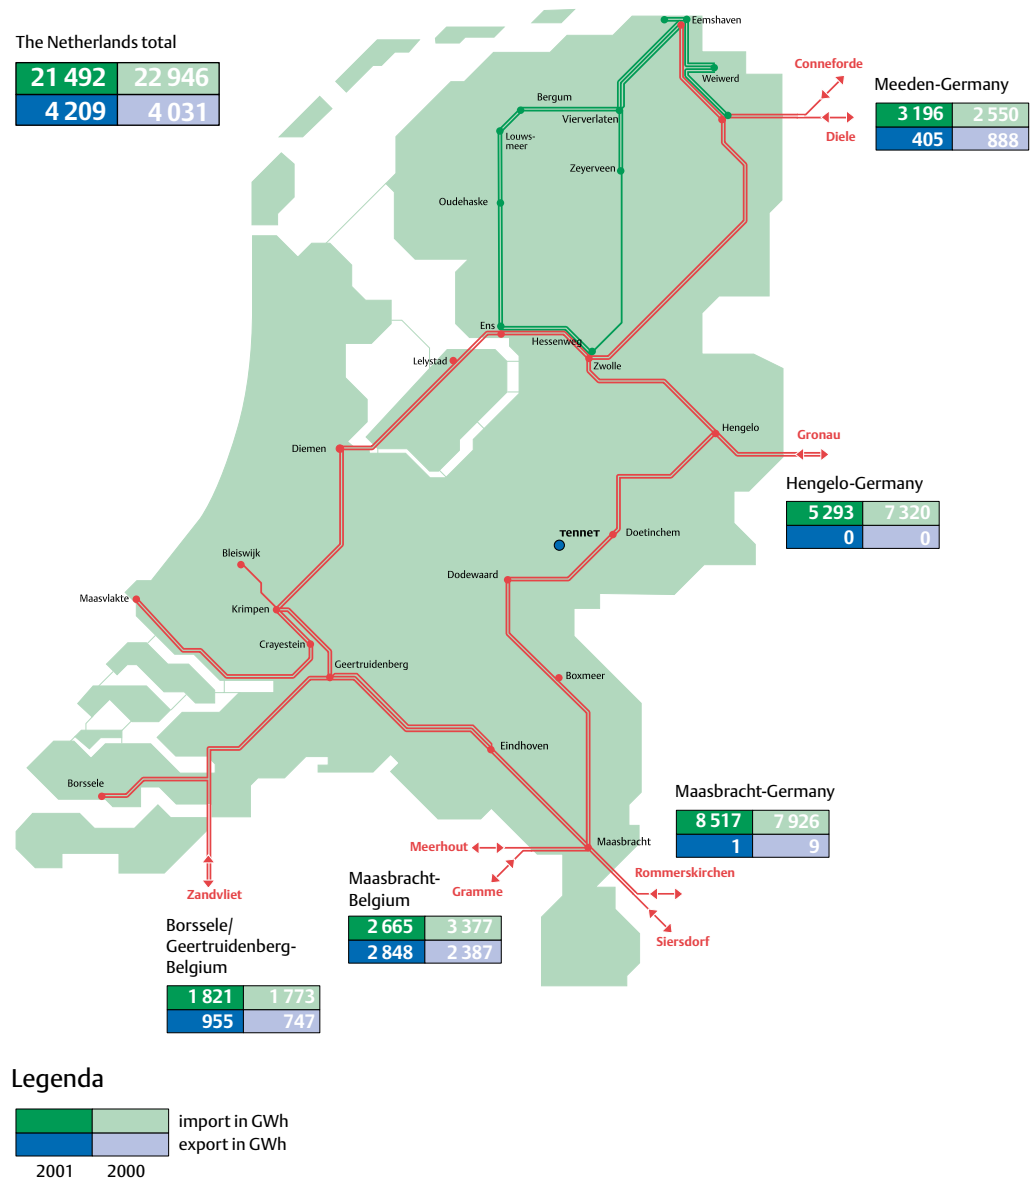 The Netherlands total
21 492 22 946
4 209 4 031
Eemshaven
Weiwerd
Conneforde
Diele
Meeden-Germany
3 196 2 550
405 888
Bergum
Vierverlaten
Louws-
meer
Zeyerveen
Oudehaske
Ens
Hessenweg
Zwolle
Lelystad
Diemen
Hengelo
Gronau
Hengelo-Germany
5 293 7 320
0 0
TenneT
Doetinchem
Dodewaard
Bleiswijk
Maasvlakte
Krimpen
Crayestein
Geertruidenberg
Boxmeer
Eindhoven
Borssele
Maasbracht-Germany
8 517 7 926
1 9
Maasbracht
Meerhout
Gramme
Rommerskirchen
Siersdorf
Zandvliet
Maasbracht-
Belgium
2 665 3 377
2 848 2 387
Borssele/
Geertruidenberg-
Belgium
1 821 1 773
955 747
Legenda
import in GWh
export in GWh
2001 2000